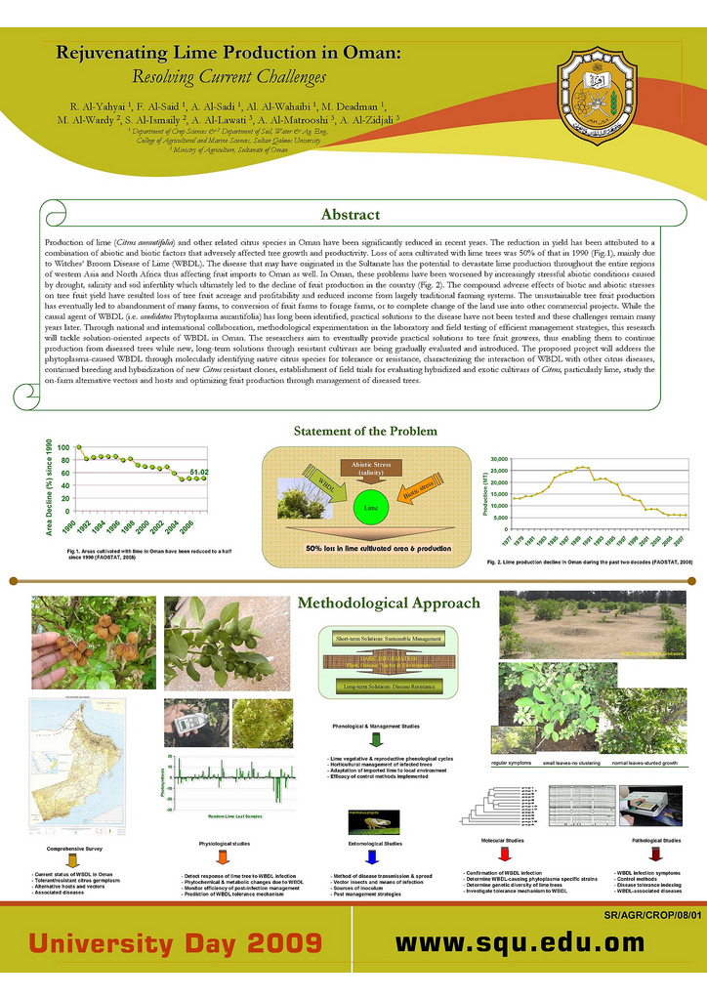 Rejuvenating Lime Production in Oman:
Resolving Current Challenges
R. Al-Yahyai 1, F. Al-Said 1, A. Al-Sadi 1, Al. Al-Wahaibi 1, M. Deadman 1,
M. Al-Wardy 2, S. Al-Ismaily 2, A. Al-Lawati 3, A. Al-Matrooshi 3, A. Al-Zidjali 3
1 Department of Crop Sciences & 2 Department of Soil, Water & Ag. Eng.,
College of Agricultural and Marine Sciences, Sultan Qaboos University
3 Ministry of Agriculture, Sultanate of Oman
Abstract
Production of lime (Citrus aurantifolia) and other related citrus species in Oman have been significantly reduced in recent years. The reduction in yield has been attributed to a
combination of abiotic and biotic factors that adversely affected tree growth and productivity. Loss of area cultivated with lime trees was 50% of that in 1990 (Fig.1), mainly due
to Witches' Broom Disease of Lime (WBDL). The disease that may have originated in the Sultanate has the potential to devastate lime production throughout the entire regions
of western Asia and North Africa thus affecting fruit imports to Oman as well. In Oman, these problems have been worsened by increasingly stressful abiotic conditions caused
by drought, salinity and soil infertility which ultimately led to the decline of fruit production in the country (Fig. 2). The compound adverse effects of biotic and abiotic stresses
on tree fruit yield have resulted loss of tree fruit acreage and profitability and reduced income from largely traditional farming systems. The unsustainable tree fruit production
has eventually led to abandonment of many farms, to conversion of fruit farms to forage farms, or to complete change of the land use into other commercial projects. While the
causal agent of WBDL (i.e. candidatus Phytoplasma aurantifolia) has long been identified, practical solutions to the disease have not been tested and these challenges remain many
years later. Through national and international collaboration, methodological experimentation in the laboratory and field testing of efficient management strategies, this research
will tackle solution-oriented aspects of WBDL in Oman. The researchers aim to eventually provide practical solutions to tree fruit growers, thus enabling them to continue
production from diseased trees while new, long-term solutions through resistant cultivars are being gradually evaluated and introduced. The proposed project will address the
phytoplasma-caused WBDL through molecularly identifying native citrus species for tolerance or resistance, characterizing the interaction of WBDL with other citrus diseases,
continued breeding and hybridization of new Citrus resistant clones, establishment of field trials for evaluating hybridized and exotic cultivars of Citrus, particularly lime, study the
on-farm alternative vectors and hosts and optimizing fruit production through management of diseased trees.
Statement of the Problem
Area Decline (%) since 1990
100
80
60
40
20
0
51.02
1990 1992 1994 1996 1998 2000 2002 2004 2006
Fig.1. Areas cultivated with lime in Oman have been reduced to a half
since 1990 (FAOSTAT, 2008)
Abiotic Stress
(salinity)
WBDL
Biotic stress
Lime
50% loss in lime cultivated area & production
Production (MT)
30,000
25,000
20,000
15,000
10,000
5,000
0
1977 1979 1981 1983 1985 1987 1989 1991 1993 1995 1997 1999 2001 2003 2005 2007
Fig. 2. Lime production decline in Oman during the past two decades (FAOSTAT, 2008)
Methodological Approach
Short-term Solutions: Sustainable Management
BASIC INFORMATION
Plant, Disease, Vector & Environment
Long-term Solutions: Disease Resistance
regular symptoms
small leaves-no clustering
normal leaves-stunted growth
Phenological & Management Studies
- Lime vegetative & reproductive phenological cycles
- Horticultural management of infected trees
- Adaptation of imported lime to local environment
- Efficacy of control methods implemented
Photosynthesis
20
10
0
-10
-20
-30
Random Lime Leaf Samples
Comprehensive Survey
- Current status of WBDL in Oman
- Tolerant/resistant citrus germplasm
- Alternative hosts and vectors
- Associated diseases
Physiological studies
- Detect response of lime tree to WBDL infection
- Phytochemical & metabolic changes due to WBDL
- Monitor efficiency of post-infection management
- Prediction of WBDL tolerance mechanism
Entomological Studies
- Method of disease transmission & spread
- Vector insects and means of infection
- Sources of inoculum
- Pest management strategies
Molecular Studies
- Confirmation of WBDL infection
- Determine WBDL-causing phytoplasma specific strains
- Determine genetic diversity of lime trees
- Investigate tolerance mechanism to WBDL
Pathological Studies
- WBDL infection symptoms
- Control methods
- Disease tolerance indexing
- WBDL-associated diseases
SR/AGR/CROP/08/01
University Day 2009
www.squ.edu.om